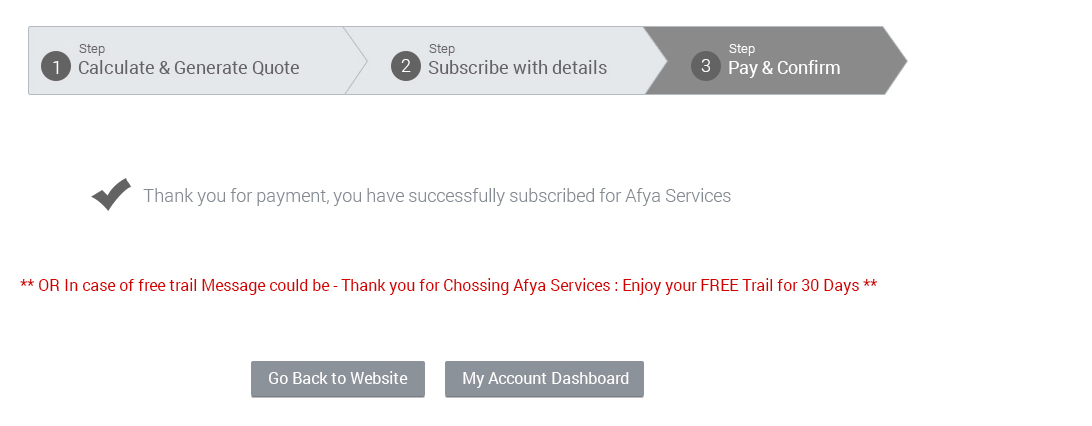 Step
1 Calculate & Generate Quote
Step
2 Subscribe with details
Step
3 Pay & Confirm
Thank you for payment, you have successfully subscribed for Afya Services
** OR In case of free trail Message could be - Thank you for Chossing Afya Services : Enjoy your FREE Trail for 30 Days **
Go Back to Website
My Account Dashboard